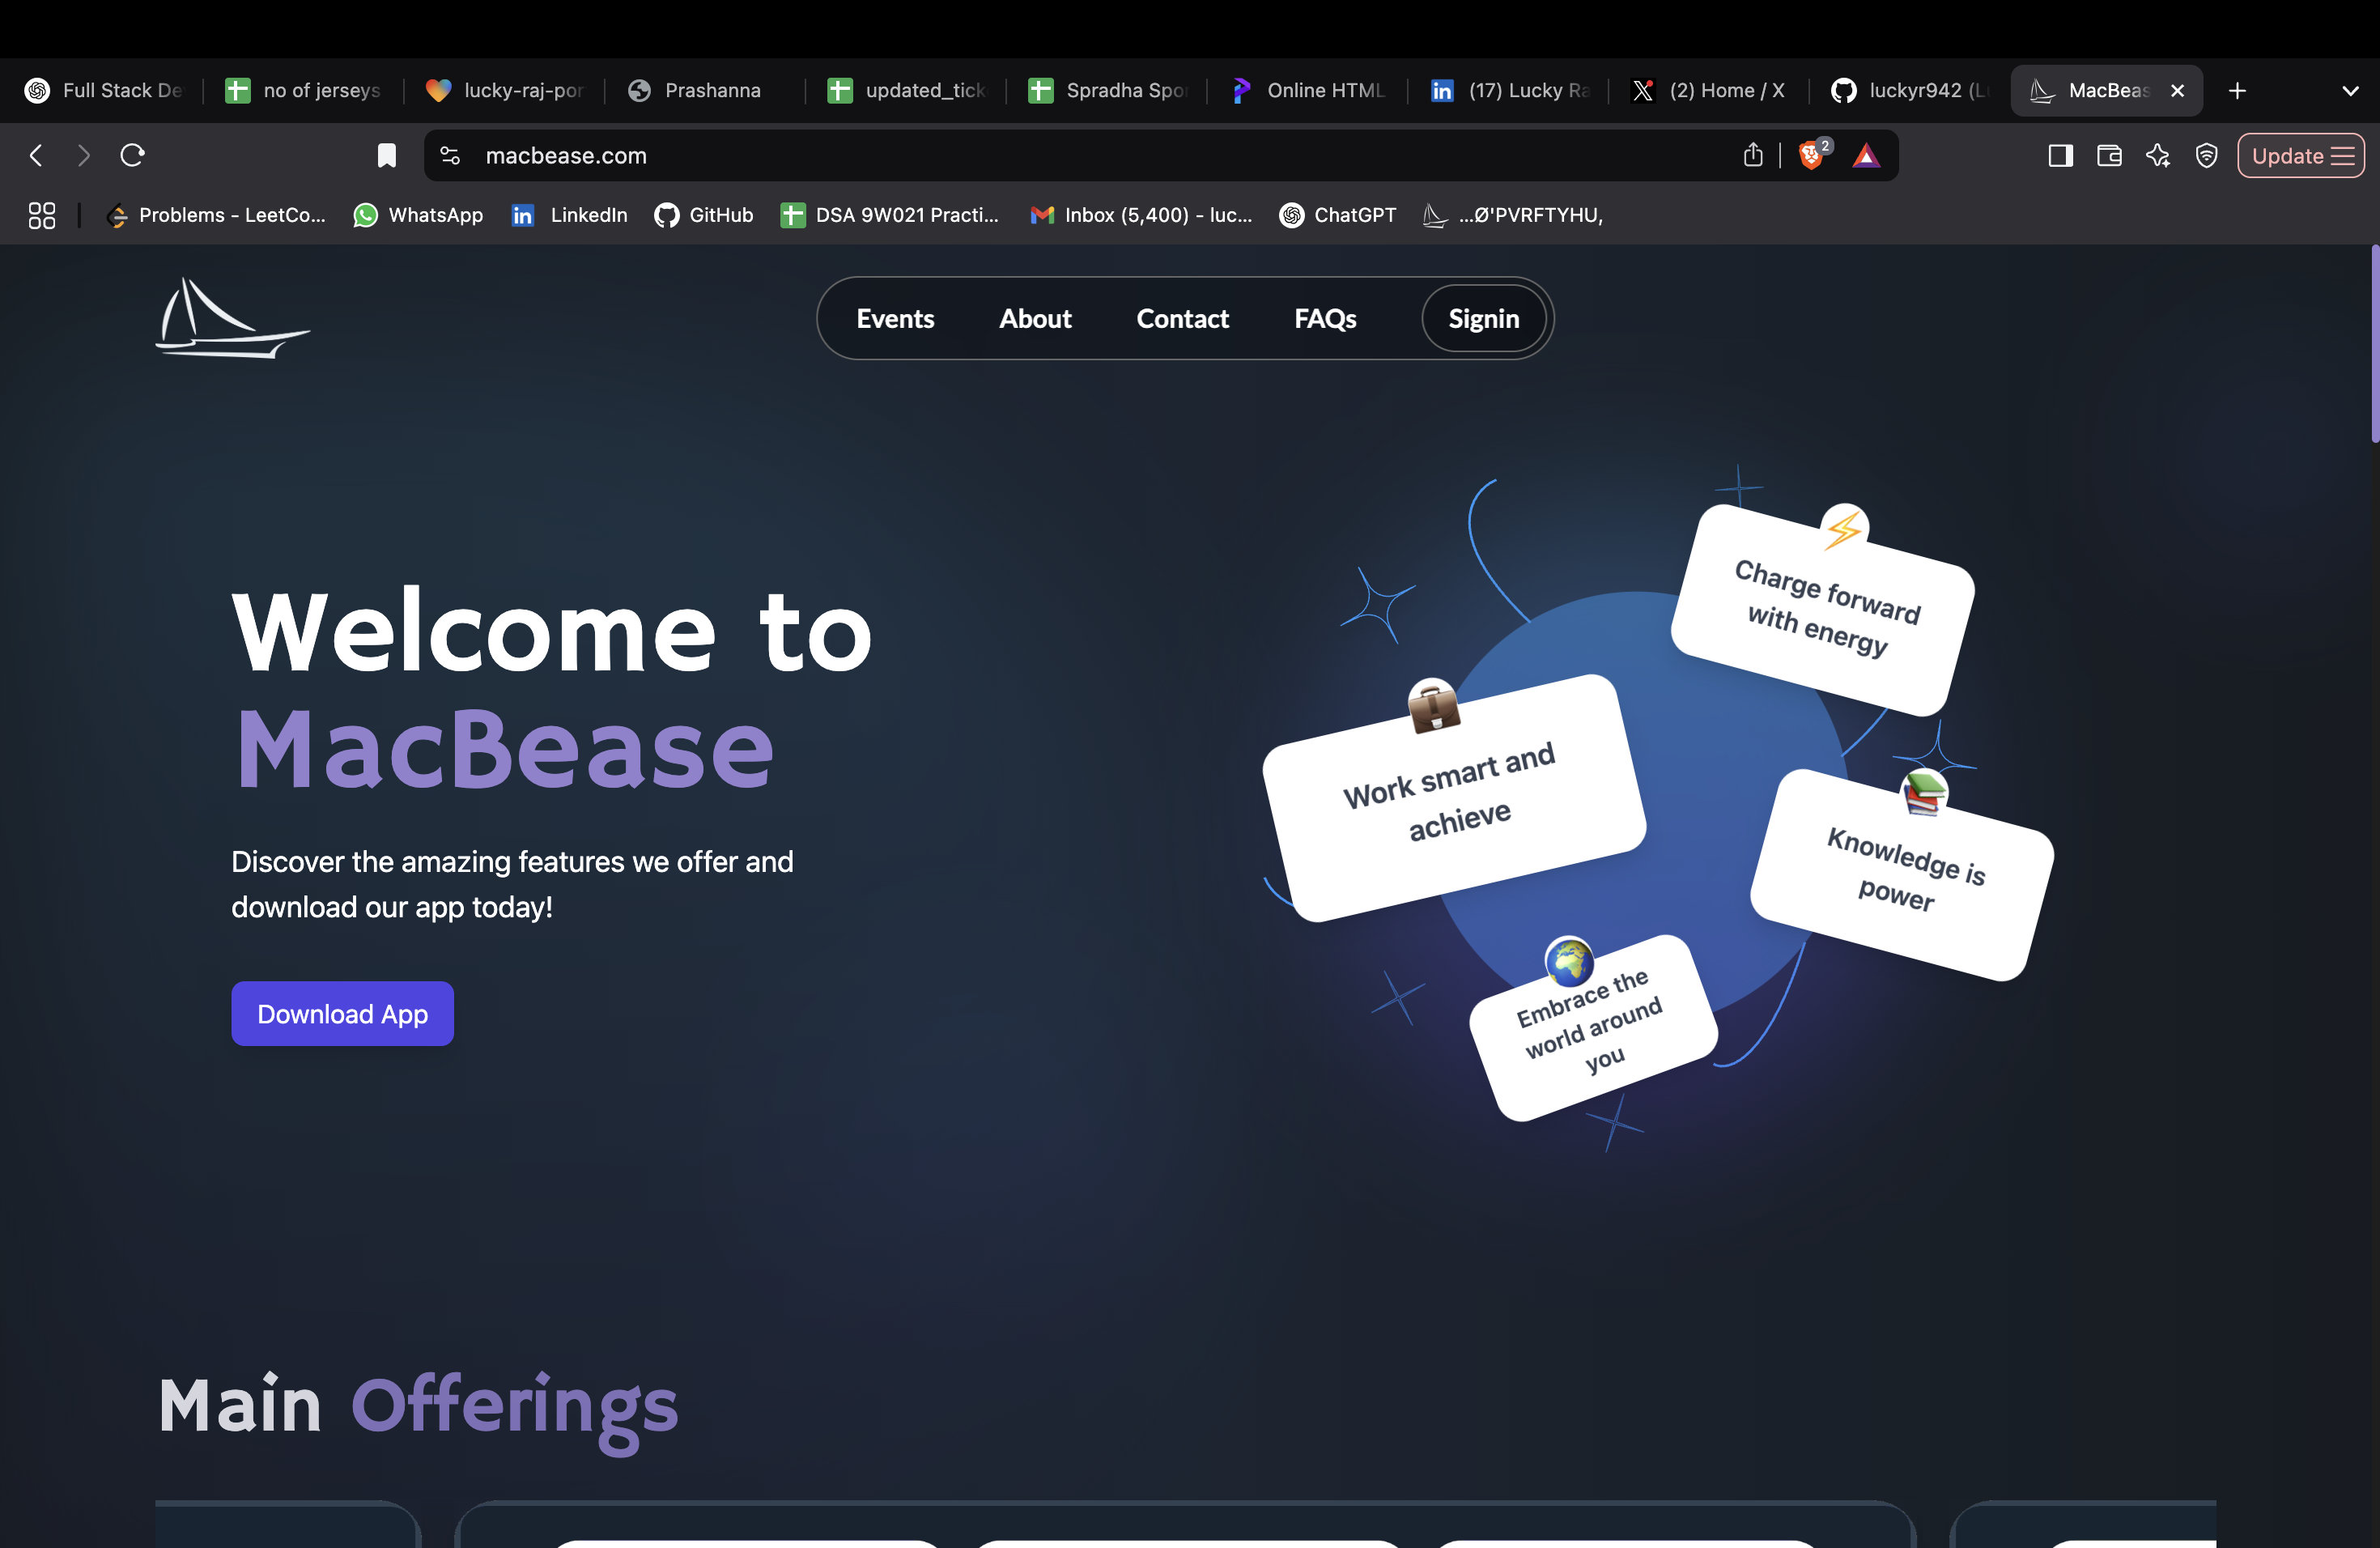 Full Stack De
no of jerseys
lucky-raj-por
Prashanna
updated_tick
Spradha Spo
Online HTML
(17) Lucky Ra
(2) Home / X
luckyr942 (L
MacBeas
macbease.com
2
Update
Problems - LeetCo...
WhatsApp
LinkedIn
GitHub
DSA 9W021 Practi...
Inbox (5,400) - luc...
ChatGPT
...Ø'PVRFTYHU,
Events
About
Contact
FAQs
Signin
Welcome to
MacBease
Discover the amazing features we offer and
download our app today!
Download App
Charge forward
with energy
Work smart and
achieve
Knowledge is
power
Embrace the
world around
you
Main Offerings